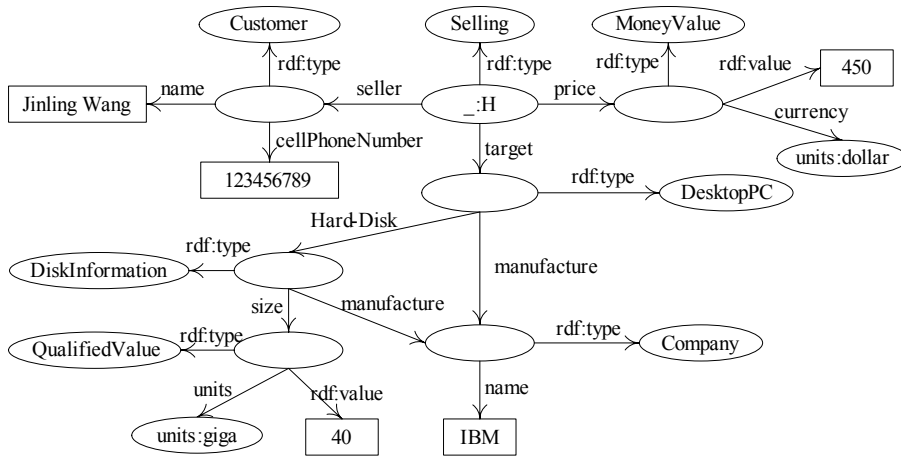 Customer
Selling
MoneyValue
rdf:type
rdf:type
rdf:type
rdf:value
450
Jinling Wang
name
seller
_:H
price
currency
cellPhoneNumber
target
units:dollar
123456789
rdf:type
DesktopPC
Hard-Disk
rdf:type
DiskInformation
manufacture
size
manufacture
rdf:type
rdf:type
QualifiedValue
Company
units
rdf:value
name
units:giga
40
IBM